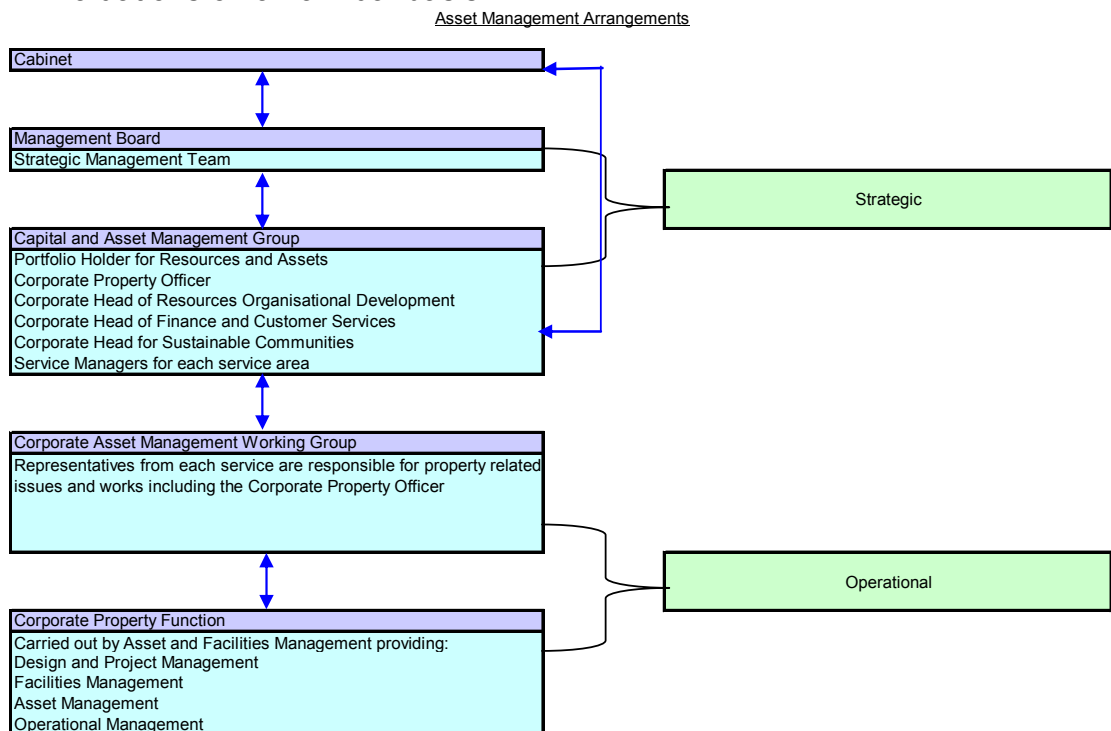 Asset Management Arrangements
Cabinet
Management Board
Strategic Management Team
Strategic
Capital and Asset Management Group
Portfolio Holder for Resources and Assets
Corporate Property Officer
Corporate Head of Resources Organisational Development
Corporate Head of Finance and Customer Services
Corporate Head for Sustainable Communities
Service Managers for each service area
Corporate Asset Management Working Group
Representatives from each service are responsible for property related
issues and works including the Corporate Property Officer
Operational
Corporate Property Function
Carried out by Asset and Facilities Management providing:
Design and Project Management
Facilities Management
Asset Management
Operational Management